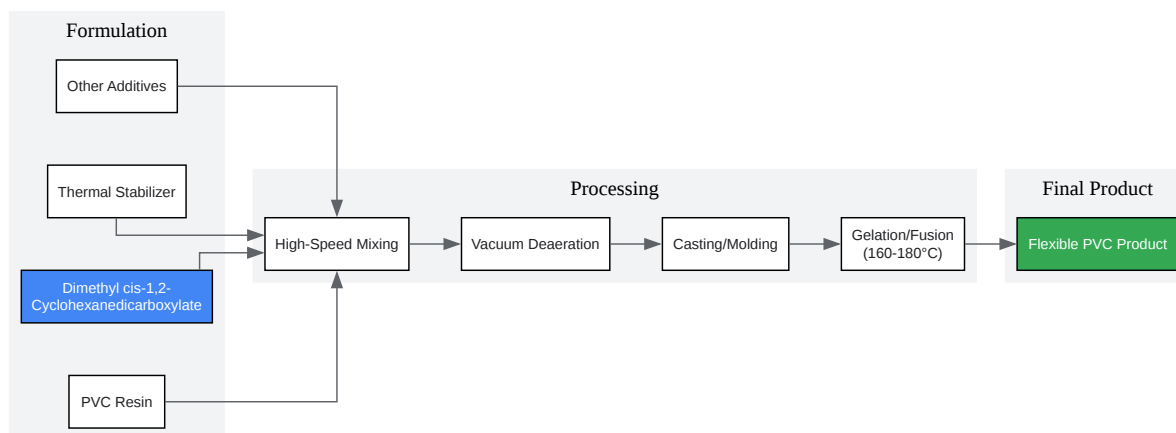 Formulation
Other Additives
Thermal Stabilizer
Dimethyl cis-1,2-
Cyclohexanedicarboxylate
PVC Resin
Processing
High-Speed Mixing
Vacuum Deaeration
Casting/Molding
Gelation/Fusion
(160-180°C)
Final Product
Flexible PVC Product